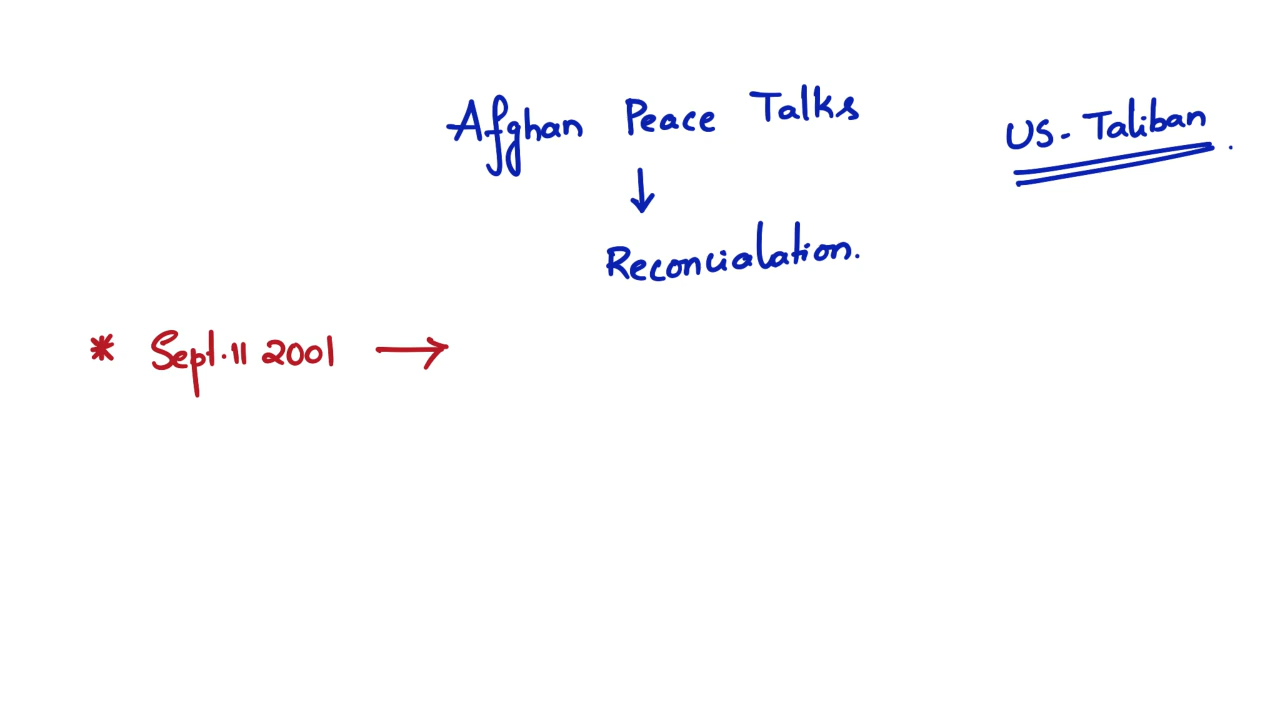 Afghan Peace Talks
US - Taliban.
↓
Reconcialation.
* Sept. 11 2001 →